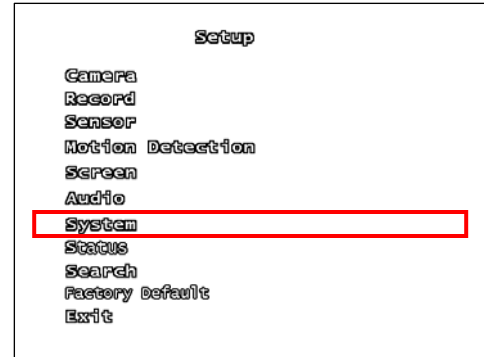 Setup
Camera
Record
Sensor
Motion Detection
Screen
Audio
System
Status
Search
Factory Default
Exit